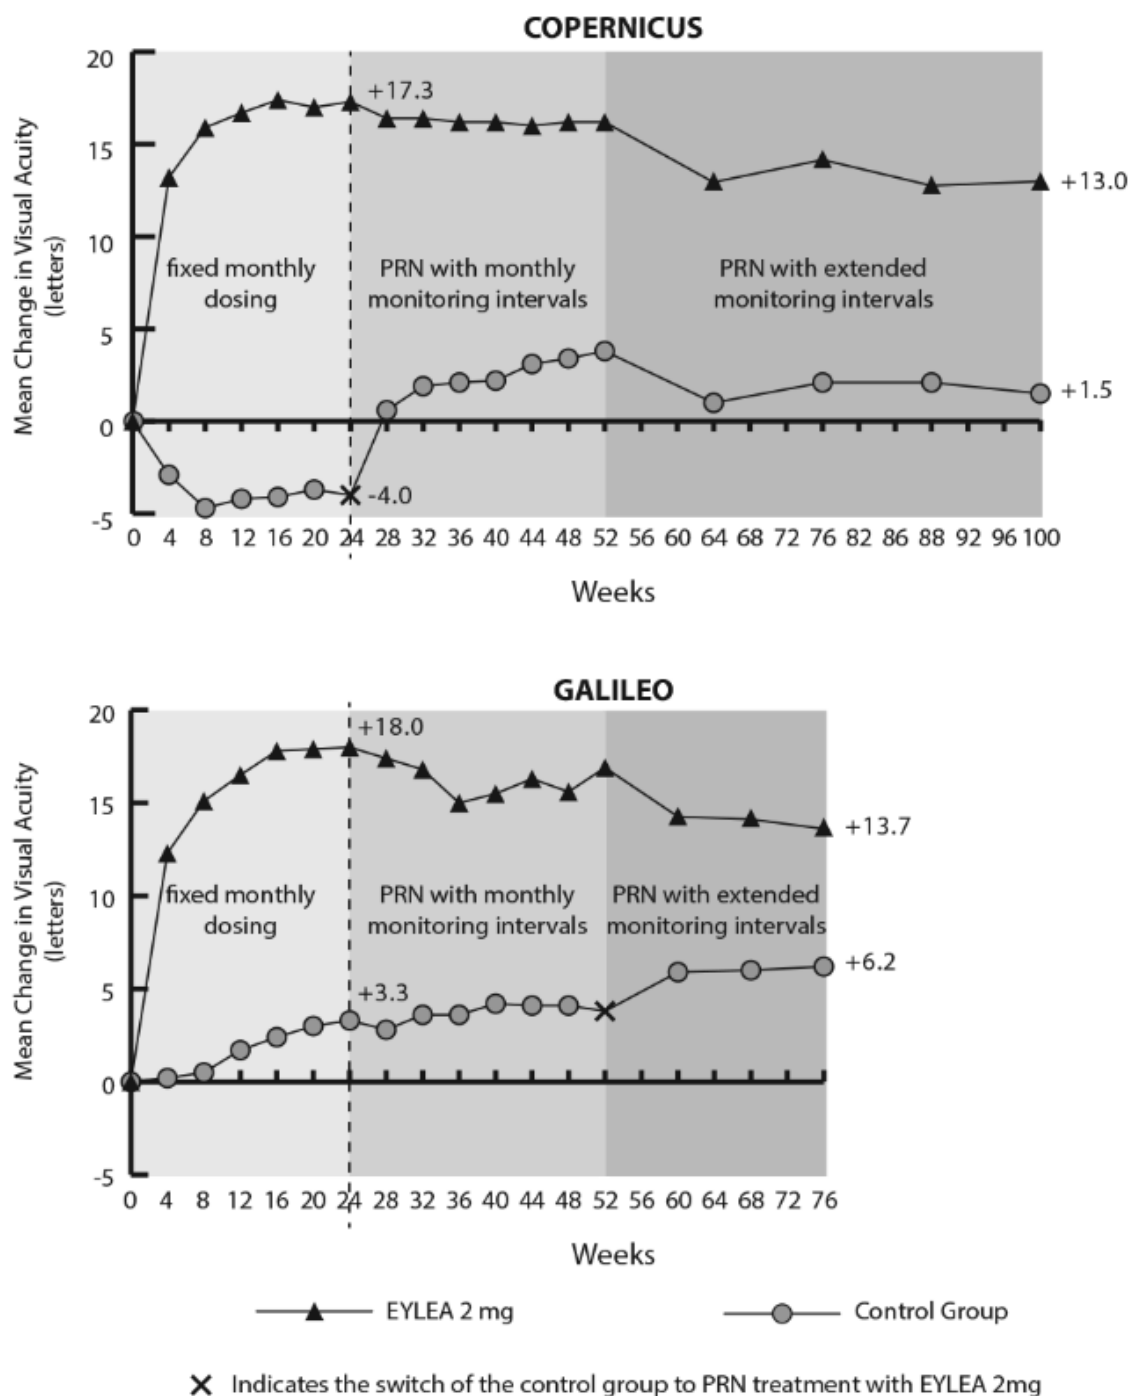 COPERNICUS
Mean Change in Visual Acuity
(letters)
20
15
10
5
0
-5
+17.3
+13.0
fixed monthly
dosing
PRN with monthly
monitoring intervals
PRN with extended
monitoring intervals
+1.5
-4.0
0 4 8 12 16 20 24 28 32 36 40 44 48 52 56 60 64 68 72 76 82 86 88 92 96 100
Weeks
GALILEO
Mean Change in Visual Acuity
(letters)
20
15
10
5
0
-5
+18.0
+13.7
fixed monthly
dosing
PRN with monthly
monitoring intervals
PRN with extended
monitoring intervals
+3.3
+6.2
0 4 8 12 16 20 24 28 32 36 40 44 48 52 56 60 64 68 72 76
Weeks
EYLEA 2 mg
Control Group
Indicates the switch of the control group to PRN treatment with EYLEA 2mg